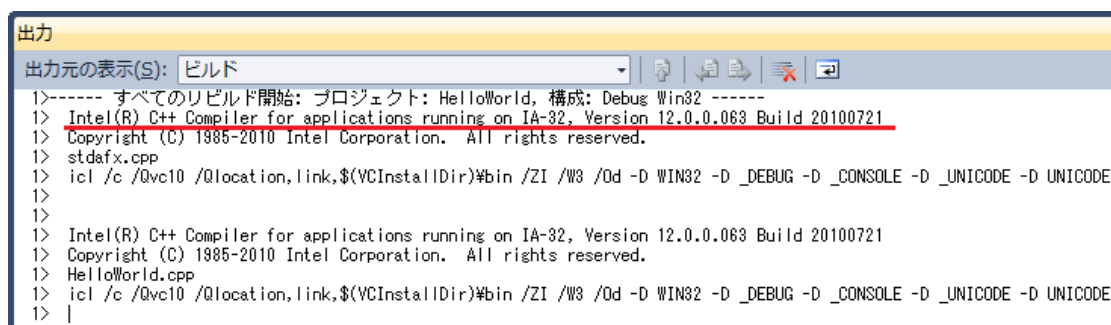 出力
出力元の表示(S): ビルド
1>------ すべてのリビルド開始: プロジェクト: HelloWorld, 構成: Debug Win32 ------
1> Intel(R) C++ Compiler for applications running on IA-32, Version 12.0.0.063 Build 20100721
1> Copyright (C) 1985-2010 Intel Corporation.  All rights reserved.
1> stdafx.cpp
1> icl /c /Qvc10 /Qlocation,link,$(VCInstallDir)¥bin /ZI /W3 /Od -D WIN32 -D _DEBUG -D _CONSOLE -D _UNICODE -D UNICODE
1>
1>
1> Intel(R) C++ Compiler for applications running on IA-32, Version 12.0.0.063 Build 20100721
1> Copyright (C) 1985-2010 Intel Corporation.  All rights reserved.
1> HelloWorld.cpp
1> icl /c /Qvc10 /Qlocation,link,$(VCInstallDir)¥bin /ZI /W3 /Od -D WIN32 -D _DEBUG -D _CONSOLE -D _UNICODE -D UNICODE
1>